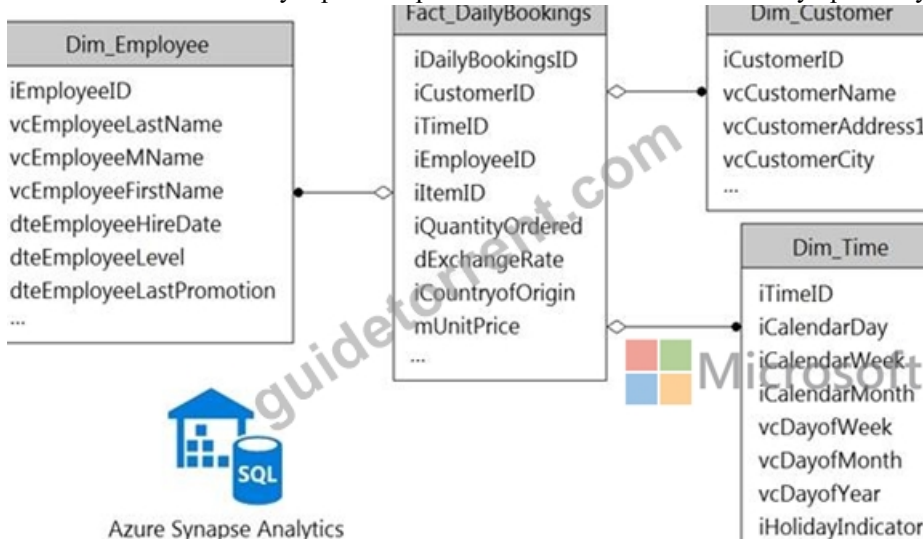 Dim_Employee
iEmployeeID
vcEmployeeLastName
vcEmployeeMName
vcEmployeeFirstName
dteEmployeeHireDate
dteEmployeeLevel
dteEmployeeLastPromotion
...
Fact_DailyBookings
iDailyBookingsID
iCustomerID
iTimeID
iEmployeeID
iItemID
iQuantityOrdered
dExchangeRate
iCountryofOrigin
mUnitPrice
...
Dim_Customer
iCustomerID
vcCustomerName
vcCustomerAddress1
vcCustomerCity
...
Dim_Time
iTimeID
iCalendarDay
iCalendarWeek
iCalendarMonth
vcDayofWeek
vcDayofMonth
vcDayofYear
iHolidayIndicator
SQL
Azure Synapse Analytics
guidetorrent.com
Microsoft